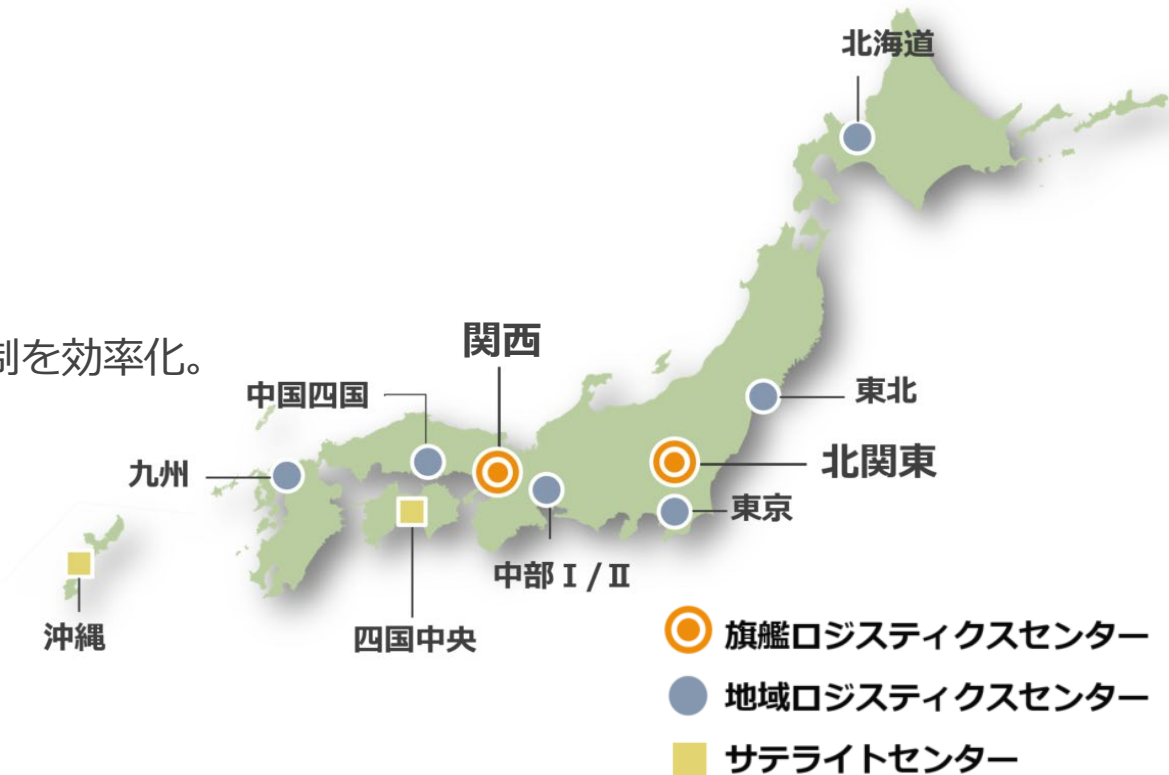 北海道
関西
制を効率化。
中国四国
東北
九州
北関東
東京
中部Ⅰ/Ⅱ
沖縄
四国中央
旗艦ロジスティクスセンター
地域ロジスティクスセンター
サテライトセンター